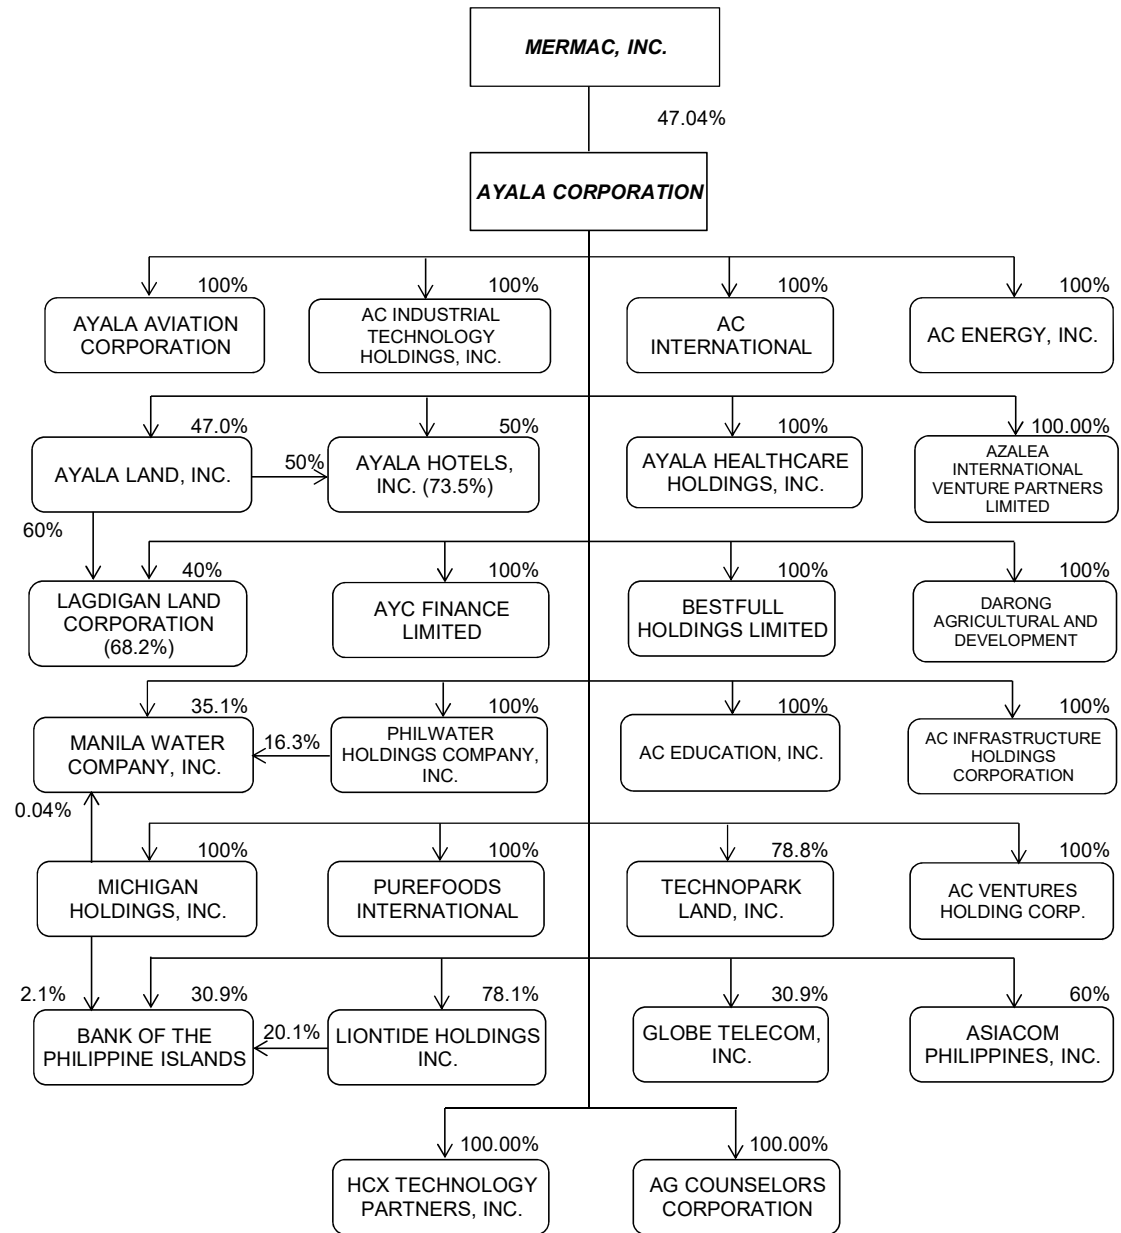 MERMAC, INC.
47.04%
AYALA CORPORATION
100%
100%
100%
100%
AYALA AVIATION
CORPORATION
AC INDUSTRIAL
TECHNOLOGY
HOLDINGS, INC.
AC
INTERNATIONAL
AC ENERGY, INC.
47.0%
50%
100%
100.00%
AYALA LAND, INC.
50%
AYALA HOTELS,
INC. (73.5%)
AYALA HEALTHCARE
HOLDINGS, INC.
AZALEA
INTERNATIONAL
VENTURE PARTNERS
LIMITED
60%
40%
100%
100%
100%
LAGDIGAN LAND
CORPORATION
(68.2%)
AYC FINANCE
LIMITED
BESTFULL
HOLDINGS LIMITED
DARONG
AGRICULTURAL AND
DEVELOPMENT
35.1%
100%
100%
100%
MANILA WATER
COMPANY, INC.
16.3%
PHILWATER
HOLDINGS COMPANY,
INC.
AC EDUCATION, INC.
AC INFRASTRUCTURE
HOLDINGS
CORPORATION
0.04%
100%
100%
78.8%
100%
MICHIGAN
HOLDINGS, INC.
PUREFOODS
INTERNATIONAL
TECHNOPARK
LAND, INC.
AC VENTURES
HOLDING CORP.
2.1%
30.9%
78.1%
30.9%
60%
BANK OF THE
PHILIPPINE ISLANDS
20.1%
LIONTIDE HOLDINGS
INC.
GLOBE TELECOM,
INC.
ASIACOM
PHILIPPINES, INC.
100.00%
100.00%
HCX TECHNOLOGY
PARTNERS, INC.
AG COUNSELORS
CORPORATION